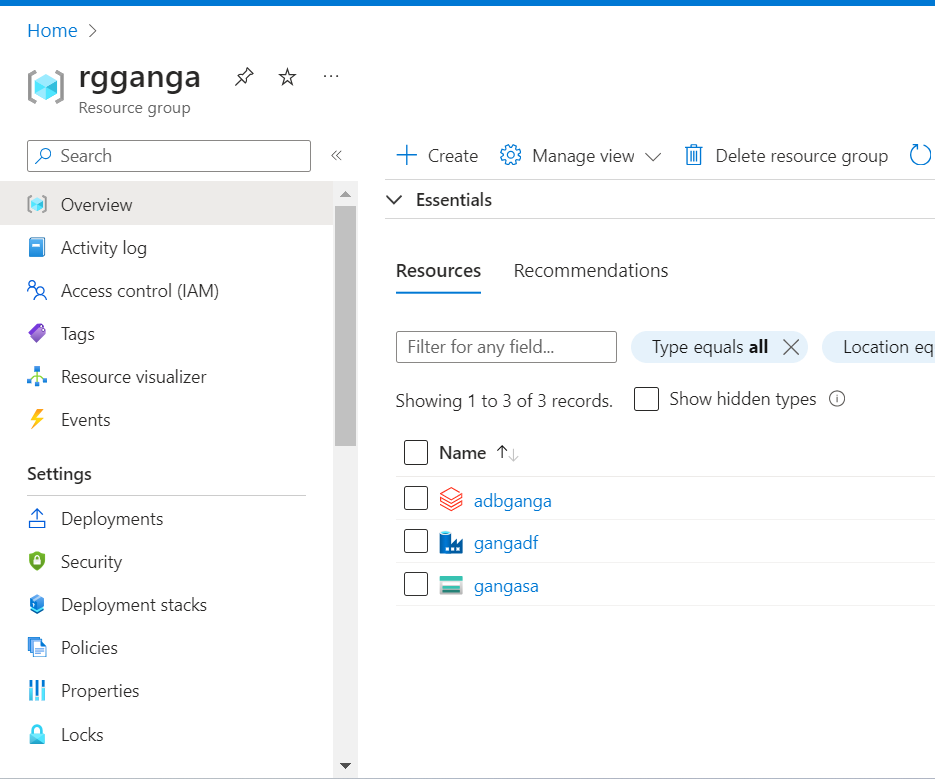 Home
rgganga
Resource group
Search
Create Manage view Delete resource group
Overview
Essentials
Activity log
Resources Recommendations
Access control (IAM)
Tags
Filter for any field... Type equals all Location eq
Resource visualizer
Showing 1 to 3 of 3 records. Show hidden types
Events
Name
Settings
adbganga
Deployments
gangadf
Security
gangasa
Deployment stacks
Policies
Properties
Locks